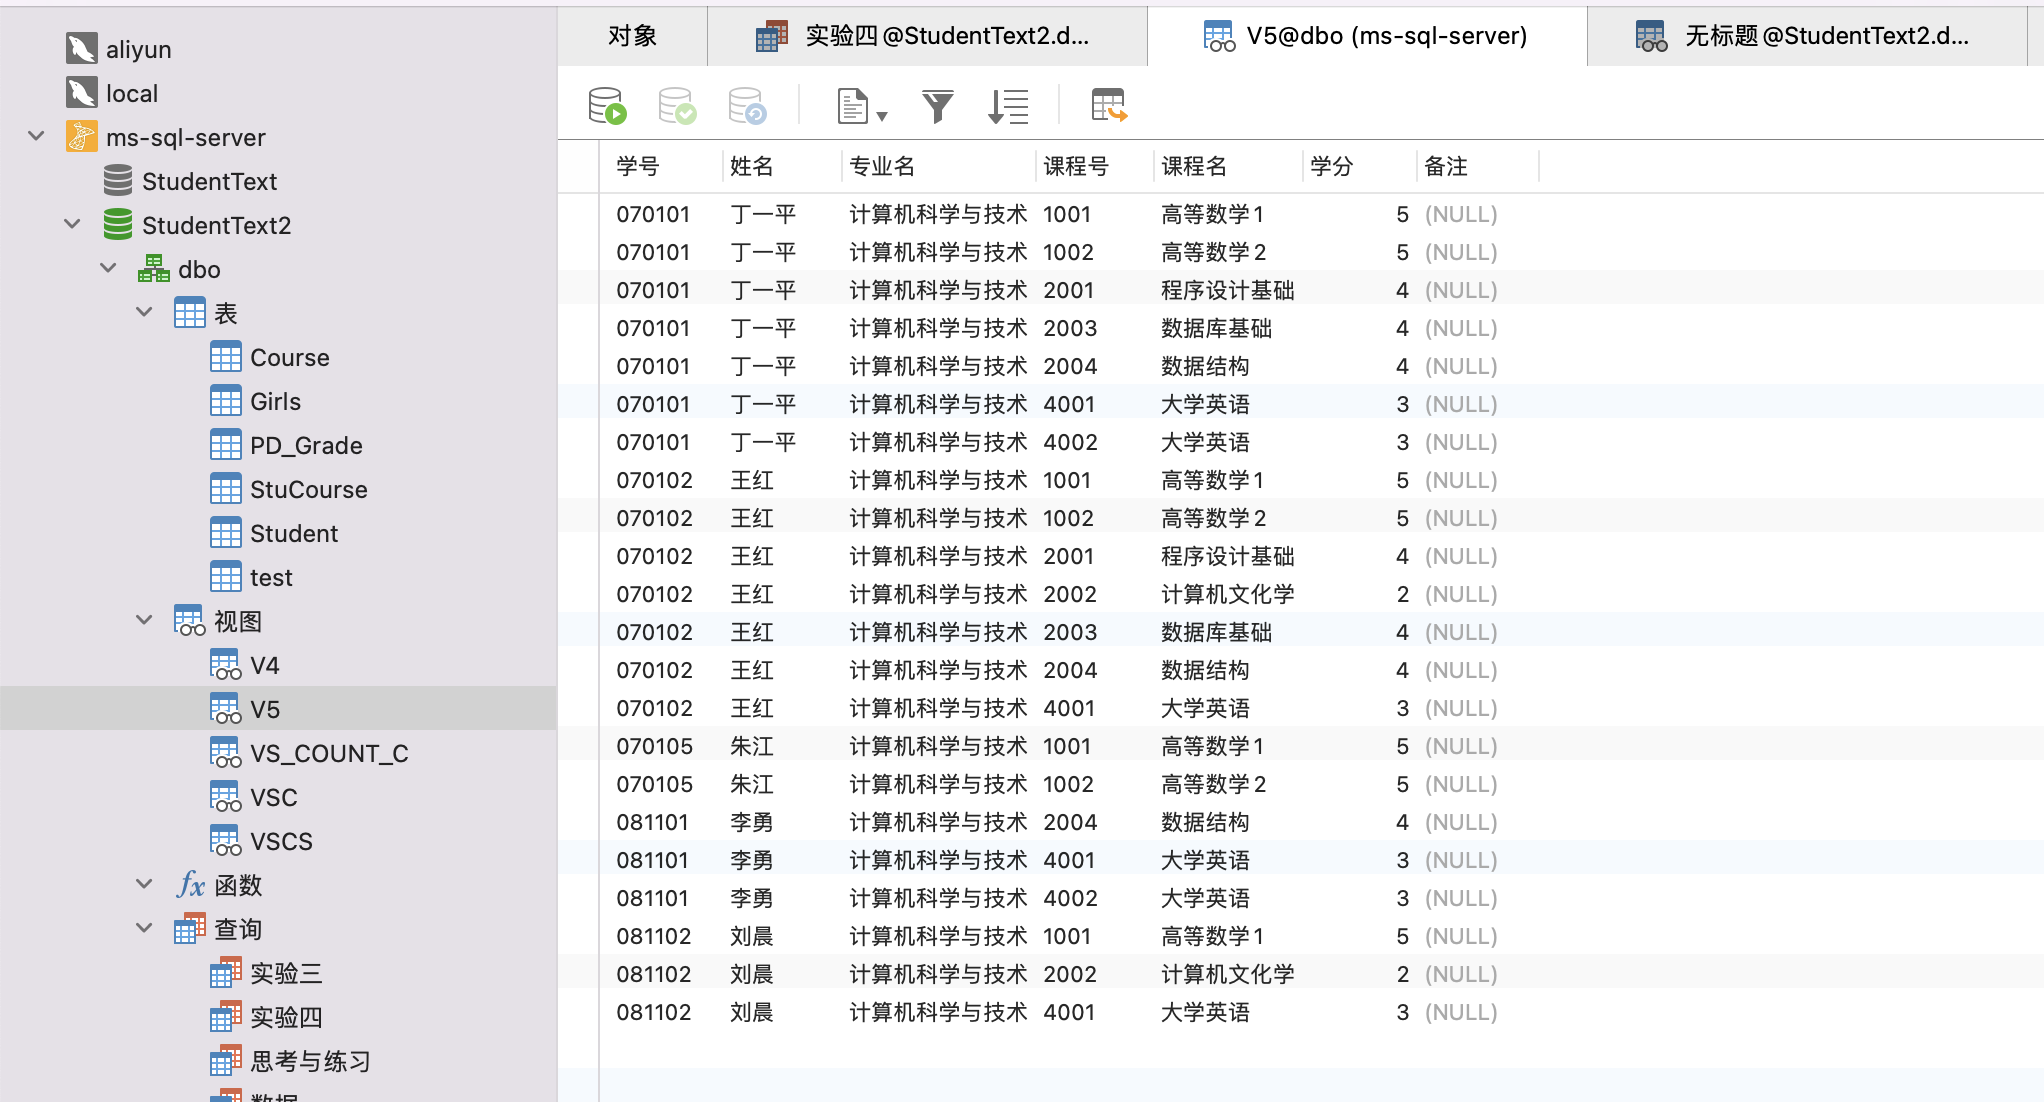 aliyun
local
ms-sql-server
StudentText
StudentText2
dbo
表
Course
Girls
PD_Grade
StuCourse
Student
test
视图
V4
V5
VS_COUNT_C
VSC
VSCS
fx 函数
查询
实验三
实验四
思考与练习
数据
对象 实验四@StudentText2.d... V5@dbo (ms-sql-server) 无标题@StudentText2.d...
学号 姓名 专业名 课程号 课程名 学分 备注
070101 丁一平 计算机科学与技术 1001 高等数学1 5 (NULL)
070101 丁一平 计算机科学与技术 1002 高等数学2 5 (NULL)
070101 丁一平 计算机科学与技术 2001 程序设计基础 4 (NULL)
070101 丁一平 计算机科学与技术 2003 数据库基础 4 (NULL)
070101 丁一平 计算机科学与技术 2004 数据结构 4 (NULL)
070101 丁一平 计算机科学与技术 4001 大学英语 3 (NULL)
070101 丁一平 计算机科学与技术 4002 大学英语 3 (NULL)
070102 王红 计算机科学与技术 1001 高等数学1 5 (NULL)
070102 王红 计算机科学与技术 1002 高等数学2 5 (NULL)
070102 王红 计算机科学与技术 2001 程序设计基础 4 (NULL)
070102 王红 计算机科学与技术 2002 计算机文化学 2 (NULL)
070102 王红 计算机科学与技术 2003 数据库基础 4 (NULL)
070102 王红 计算机科学与技术 2004 数据结构 4 (NULL)
070102 王红 计算机科学与技术 4001 大学英语 3 (NULL)
070105 朱江 计算机科学与技术 1001 高等数学1 5 (NULL)
070105 朱江 计算机科学与技术 1002 高等数学2 5 (NULL)
081101 李勇 计算机科学与技术 2004 数据结构 4 (NULL)
081101 李勇 计算机科学与技术 4001 大学英语 3 (NULL)
081101 李勇 计算机科学与技术 4002 大学英语 3 (NULL)
081102 刘晨 计算机科学与技术 1001 高等数学1 5 (NULL)
081102 刘晨 计算机科学与技术 2002 计算机文化学 2 (NULL)
081102 刘晨 计算机科学与技术 4001 大学英语 3 (NULL)